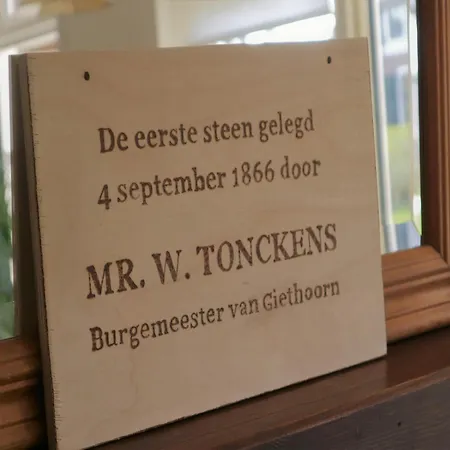 De eerste steen gelegd
4 september 1866 door
MR. W. TONCKENS
Burgemeester van Giethoorn